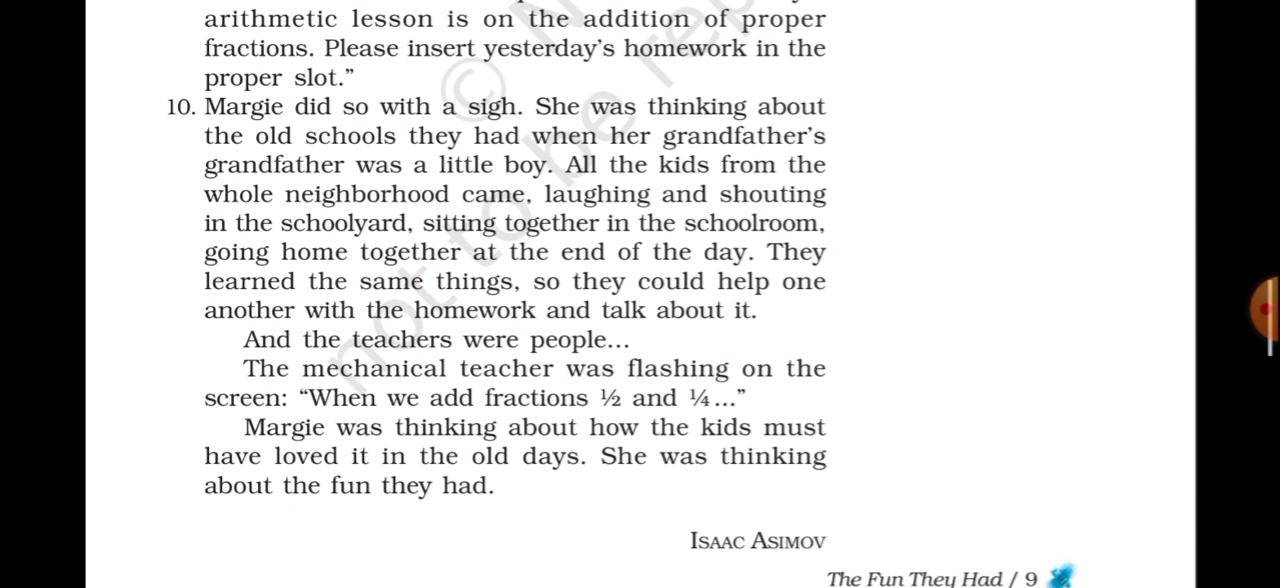 arithmetic lesson is on the addition of proper
fractions. Please insert yesterday's homework in the
proper slot.”
10. Margie did so with a sigh. She was thinking about
the old schools they had when her grandfather's
grandfather was a little boy. All the kids from the
whole neighborhood came, laughing and shouting
in the schoolyard, sitting together in the schoolroom,
going home together at the end of the day. They
learned the same things, so they could help one
another with the homework and talk about it.
And the teachers were people...
The mechanical teacher was flashing on the
screen: “When we add fractions ½ and ¼...”
Margie was thinking about how the kids must
have loved it in the old days. She was thinking
about the fun they had.
ISAAC ASIMOV
The Fun They Had / 9
© N
not to be rep